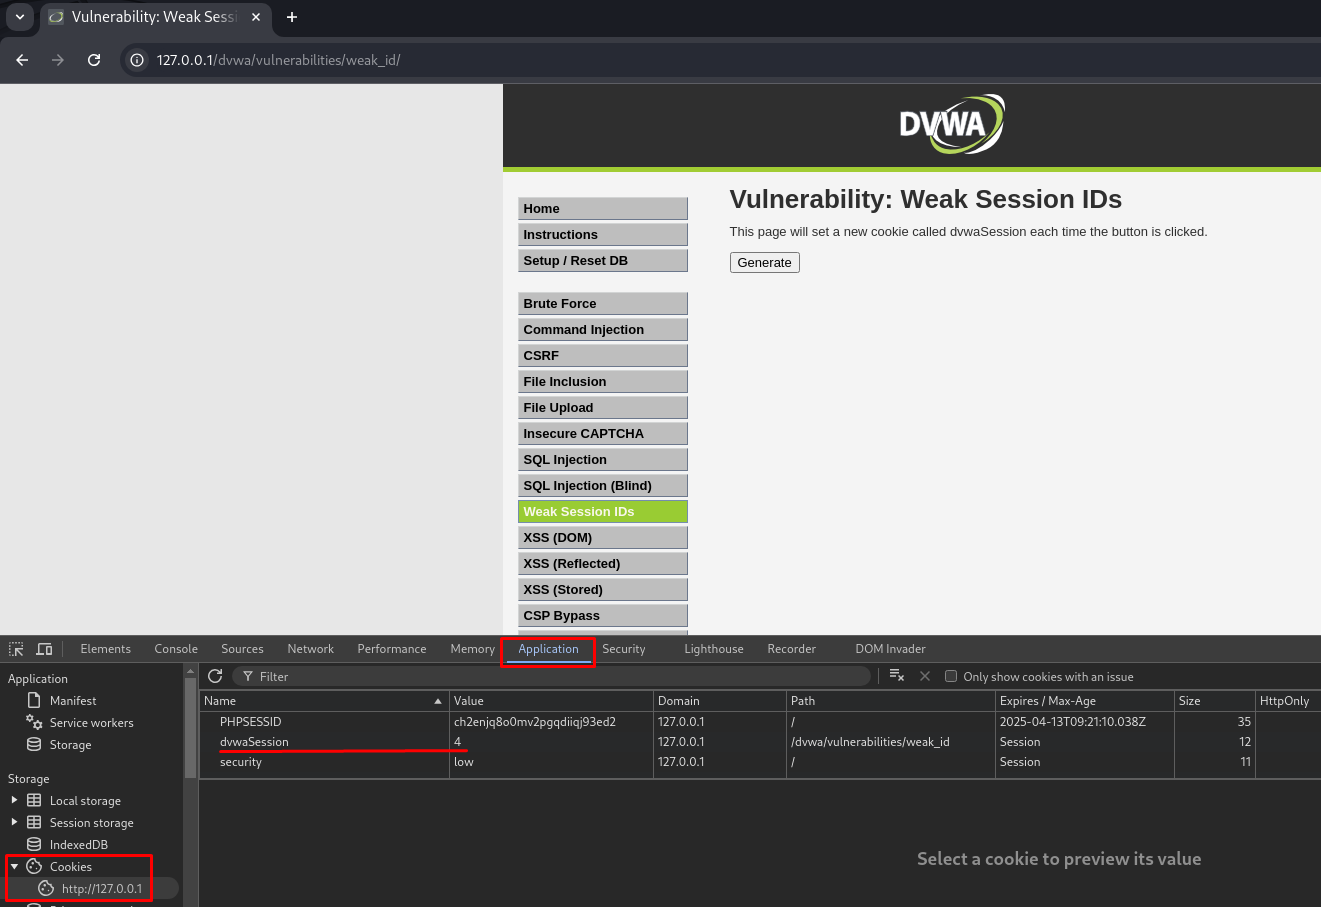 Vulnerability: Weak Sessi
127.0.0.1/dvwa/vulnerabilities/weak_id/
DVWA
Home
Instructions
Setup / Reset DB
Brute Force
Command Injection
CSRF
File Inclusion
File Upload
Insecure CAPTCHA
SQL Injection
SQL Injection (Blind)
Weak Session IDs
XSS (DOM)
XSS (Reflected)
XSS (Stored)
CSP Bypass
Vulnerability: Weak Session IDs
This page will set a new cookie called dvwaSession each time the button is clicked.
Generate
Elements Console Sources Network Performance Memory Application Security Lighthouse Recorder DOM Invader
Application
Manifest
Service workers
Storage
Storage
Local storage
Session storage
IndexedDB
Cookies
http://127.0.0.1
Filter Only show cookies with an issue
Name Value Domain Path Expires / Max-Age Size HttpOnly
PHPSESSID ch2enjq8o0mv2pgqdiiqj93ed2 127.0.0.1 / 2025-04-13T09:21:10.038Z 35
dvwaSession 4 127.0.0.1 /dvwa/vulnerabilities/weak_id Session 12
security low 127.0.0.1 / Session 11
Select a cookie to preview its value